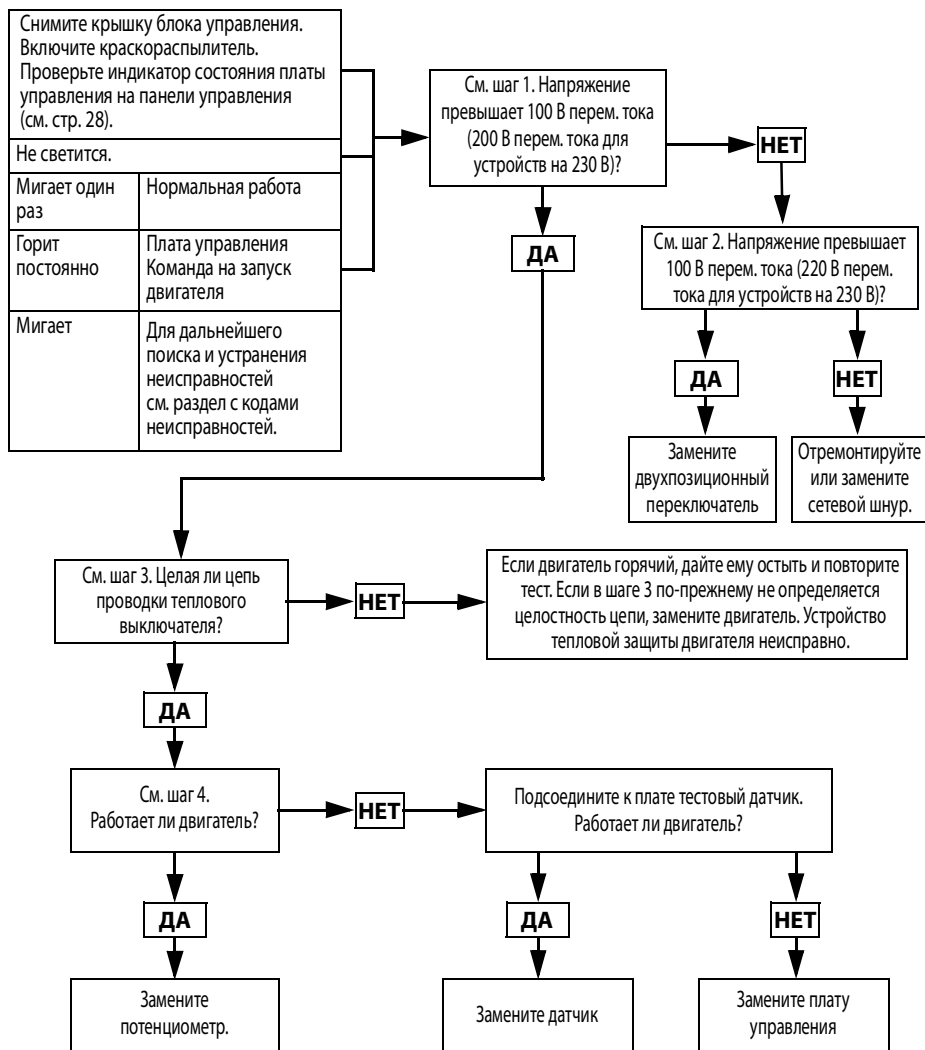 Снимите крышку блока управления.
Включите краскораспылитель.
Проверьте индикатор состояния платы
управления на панели управления
(см. стр. 28).
Не светится.
Мигает один
раз
Нормальная работа
Горит
постоянно
Плата управления
Команда на запуск
двигателя
Мигает
Для дальнейшего
поиска и устранения
неисправностей
см. раздел с кодами
неисправностей.
См. шаг 1. Напряжение
превышает 100 В перем. тока
(200 В перем. тока для
устройств на 230 В)?
НЕТ
ДА
См. шаг 2. Напряжение превышает
100 В перем. тока (220 В перем.
тока для устройств на 230 В)?
ДА
НЕТ
Замените
двухпозиционный
переключатель
Отремонтируйте
или замените
сетевой шнур.
См. шаг 3. Целая ли цепь
проводки теплового
выключателя?
НЕТ
Если двигатель горячий, дайте ему остыть и повторите
тест. Если в шаге 3 по-прежнему не определяется
целостность цепи, замените двигатель. Устройство
тепловой защиты двигателя неисправно.
ДА
См. шаг 4.
Работает ли двигатель?
НЕТ
Подсоедините к плате тестовый датчик.
Работает ли двигатель?
ДА
ДА
НЕТ
Замените
потенциометр.
Замените датчик
Замените плату
управления